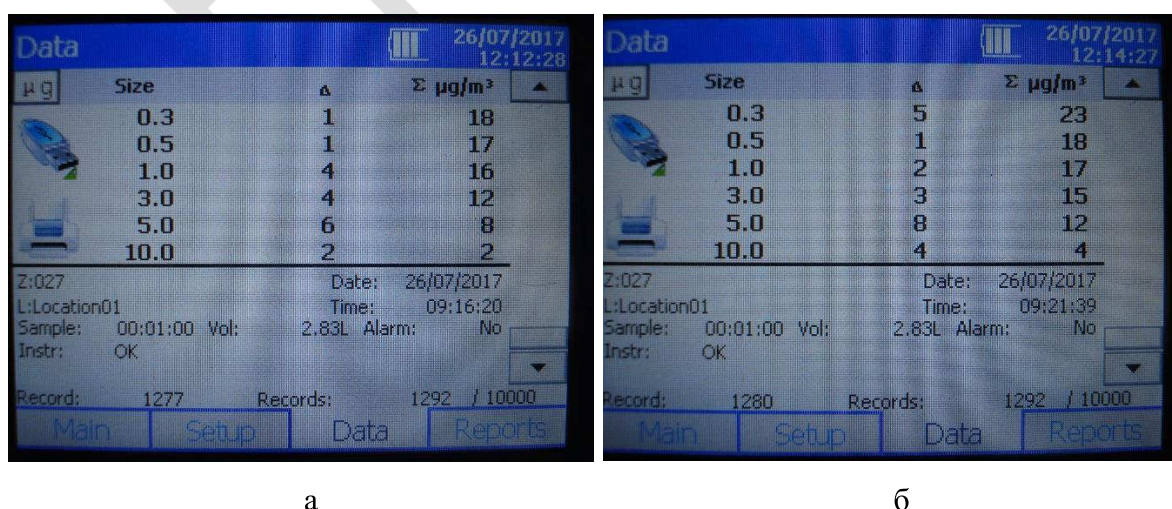 Data 26/07/2017
12:12:28
µg Size Δ Σ µg/m³
0.3 1 18
0.5 1 17
1.0 4 16
3.0 4 12
5.0 6 8
10.0 2 2
Z:027 Date: 26/07/2017
L:Location01 Time: 09:16:20
Sample: 00:01:00 Vol: 2.83L Alarm: No
Instr: OK
Record: 1277 Records: 1292 / 10000
Main Setup Data Reports
а
Data 26/07/2017
12:14:27
µg Size Δ Σ µg/m³
0.3 5 23
0.5 1 18
1.0 2 17
3.0 3 15
5.0 8 12
10.0 4 4
Z:027 Date: 26/07/2017
L:Location01 Time: 09:21:39
Sample: 00:01:00 Vol: 2.83L Alarm: No
Instr: OK
Record: 1280 Records: 1292 / 10000
Main Setup Data Reports
б